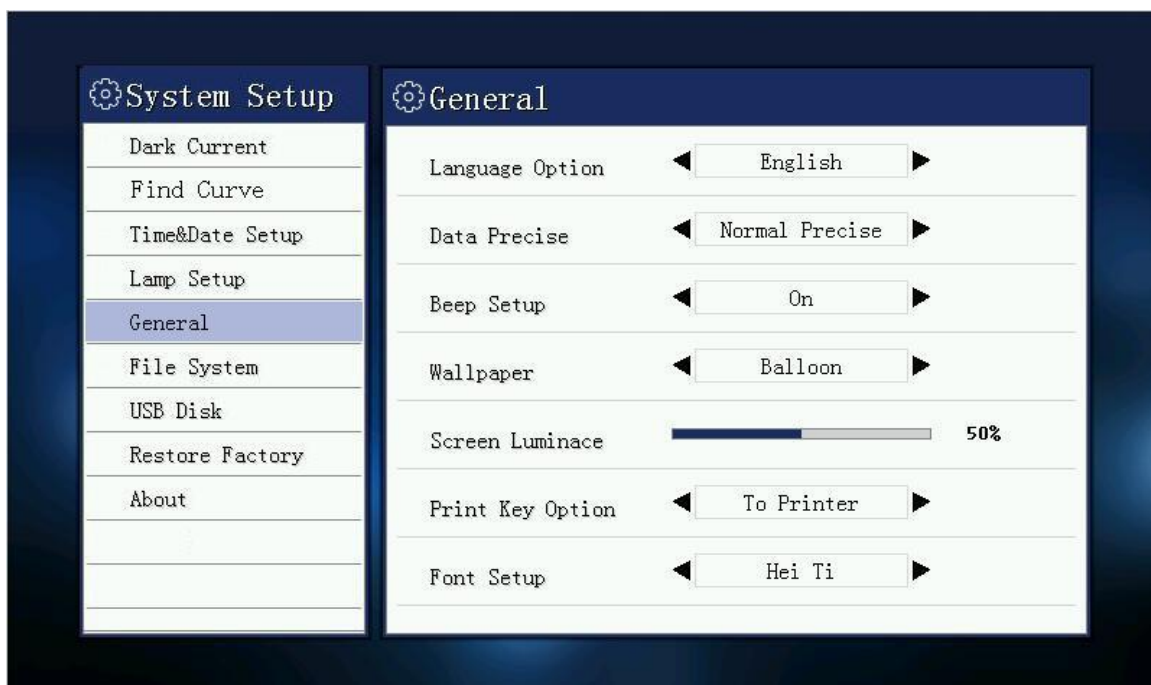 System Setup
Dark Current
Find Curve
Time&Date Setup
Lamp Setup
General
File System
USB Disk
Restore Factory
About
General
Language Option English
Data Precise Normal Precise
Beep Setup On
Wallpaper Balloon
Screen Luminace 50%
Print Key Option To Printer
Font Setup Hei Ti